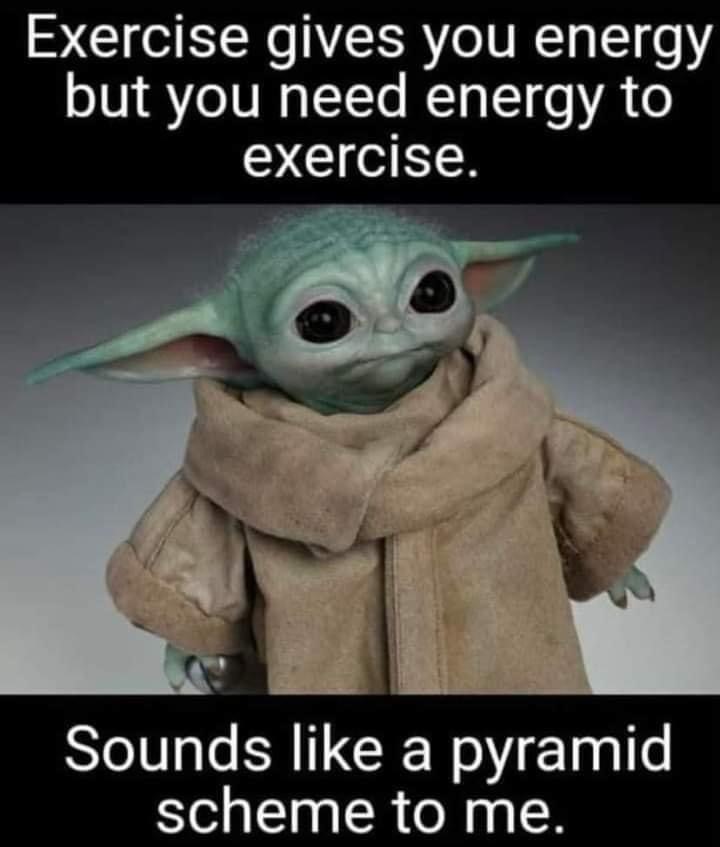 Exercise gives you energy
but you need energy to
exercise.
Sounds like a pyramid
scheme to me.